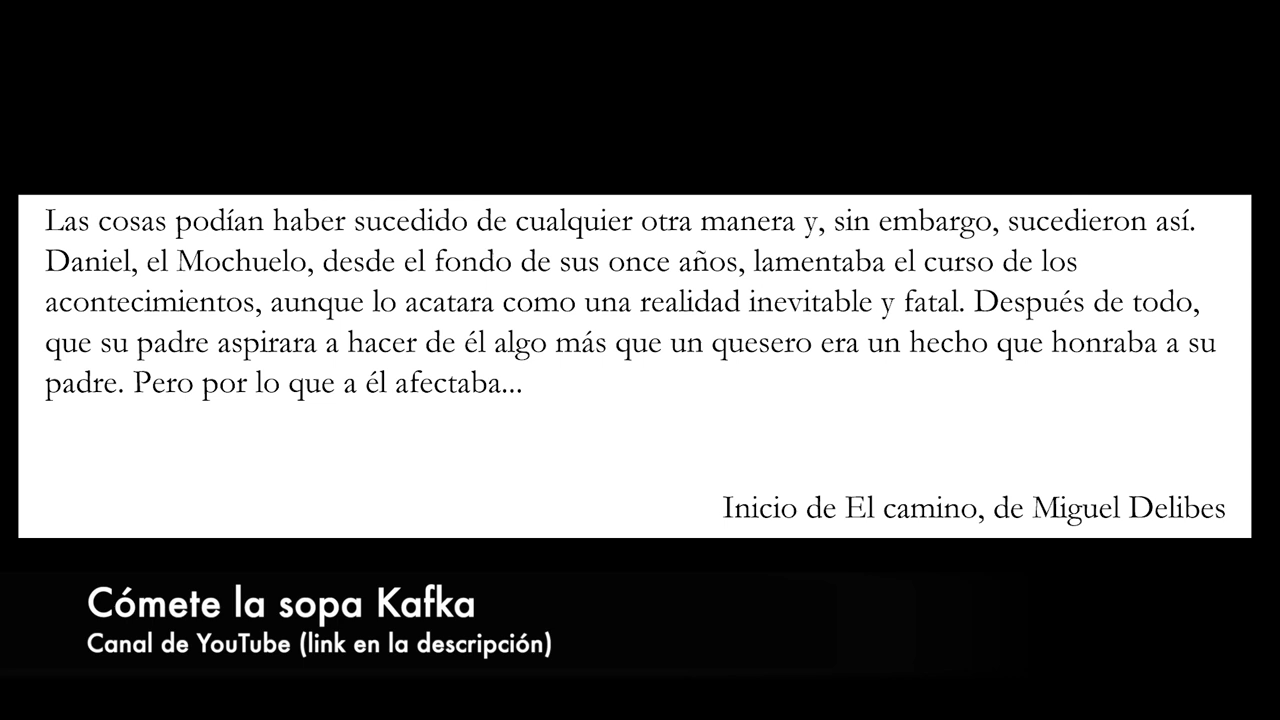 Las cosas podían haber sucedido de cualquier otra manera y, sin embargo, sucedieron así.
Daniel, el Mochuelo, desde el fondo de sus once años, lamentaba el curso de los
acontecimientos, aunque lo acatara como una realidad inevitable y fatal. Después de todo,
que su padre aspirara a hacer de él algo más que un quesero era un hecho que honraba a su
padre. Pero por lo que a él afectaba...
Inicio de El camino, de Miguel Delibes
Cómete la sopa Kafka
Canal de YouTube (link en la descripción)